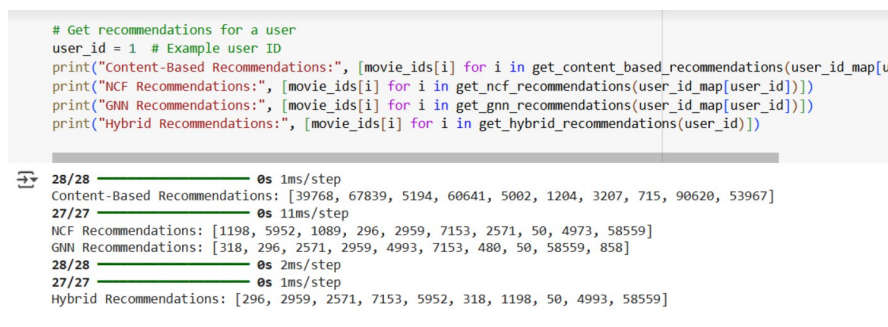 # Get recommendations for a user
user_id = 1  # Example user ID
print("Content-Based Recommendations:", [movie_ids[i] for i in get_content_based_recommendations(user_id_map[u
print("NCF Recommendations:", [movie_ids[i] for i in get_ncf_recommendations(user_id_map[user_id])])
print("GNN Recommendations:", [movie_ids[i] for i in get_gnn_recommendations(user_id_map[user_id])])
print("Hybrid Recommendations:", [movie_ids[i] for i in get_hybrid_recommendations(user_id)])
28/28 0s 1ms/step
Content-Based Recommendations: [39768, 67839, 5194, 60641, 5002, 1204, 3207, 715, 90620, 53967]
27/27 0s 11ms/step
NCF Recommendations: [1198, 5952, 1089, 296, 2959, 7153, 2571, 50, 4973, 58559]
GNN Recommendations: [318, 296, 2571, 2959, 4993, 7153, 480, 50, 58559, 858]
28/28 0s 2ms/step
27/27 0s 1ms/step
Hybrid Recommendations: [296, 2959, 2571, 7153, 5952, 318, 1198, 50, 4993, 58559]